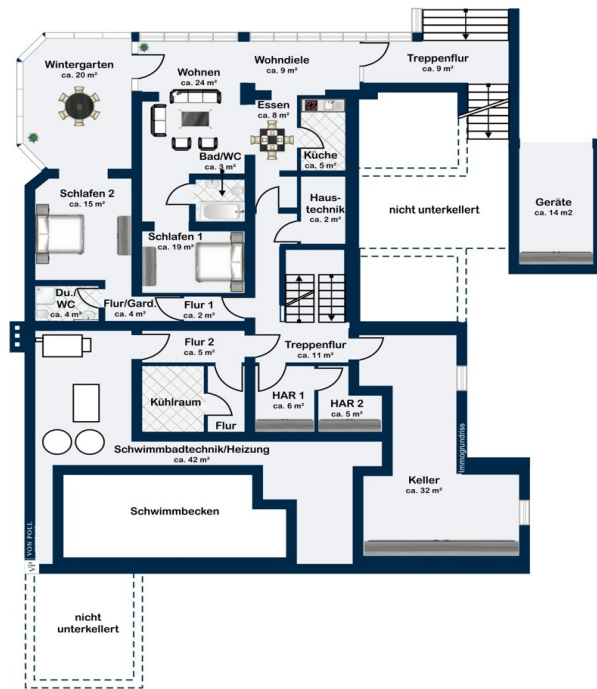 Wintergarten
ca. 20 m²
Wohnen
ca. 24 m²
Wohndiele
ca. 9 m²
Treppenflur
ca. 9 m²
Essen
ca. 8 m²
Bad/WC
ca. 3 m²
Küche
ca. 5 m²
Schlafen 2
ca. 15 m²
Haus-
technik
ca. 2 m²
nicht unterkellert
Geräte
ca. 14 m2
Schlafen 1
ca. 19 m²
Du./
WC
ca. 4 m²
Flur/Gard.
ca. 4 m²
Flur 1
ca. 2 m²
Flur 2
ca. 5 m²
Treppenflur
ca. 11 m²
Kühlraum
Flur
HAR 1
ca. 6 m²
HAR 2
ca. 5 m²
Schwimmbadtechnik/Heizung
ca. 42 m²
Keller
ca. 32 m²
Immogrundriss
Schwimmbecken
VP VON POLL
nicht
unterkellert